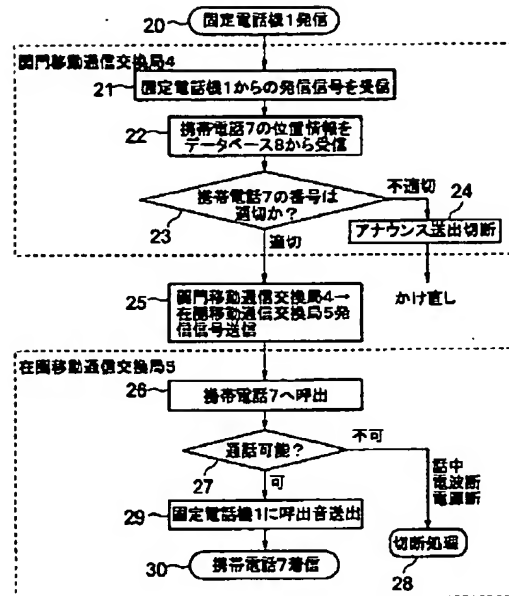 20
固定電話機1発信
関門移動通信交換局4
21
固定電話機1からの発信信号を受信
22
携帯電話7の位置情報を
データベース8から受信
携帯電話7の番号は
適切か?
23
不適切
24
アナウンス送出切断
適切
かけ直し
25
関門移動通信交換局4→
在圏移動通信交換局5発
信信号送信
在圏移動通信交換局5
26
携帯電話7へ呼出
通話可能?
27
不可
可
話中
電波断
電源断
29
固定電話機1に呼出音送出
切断処理
28
30
携帯電話7着信